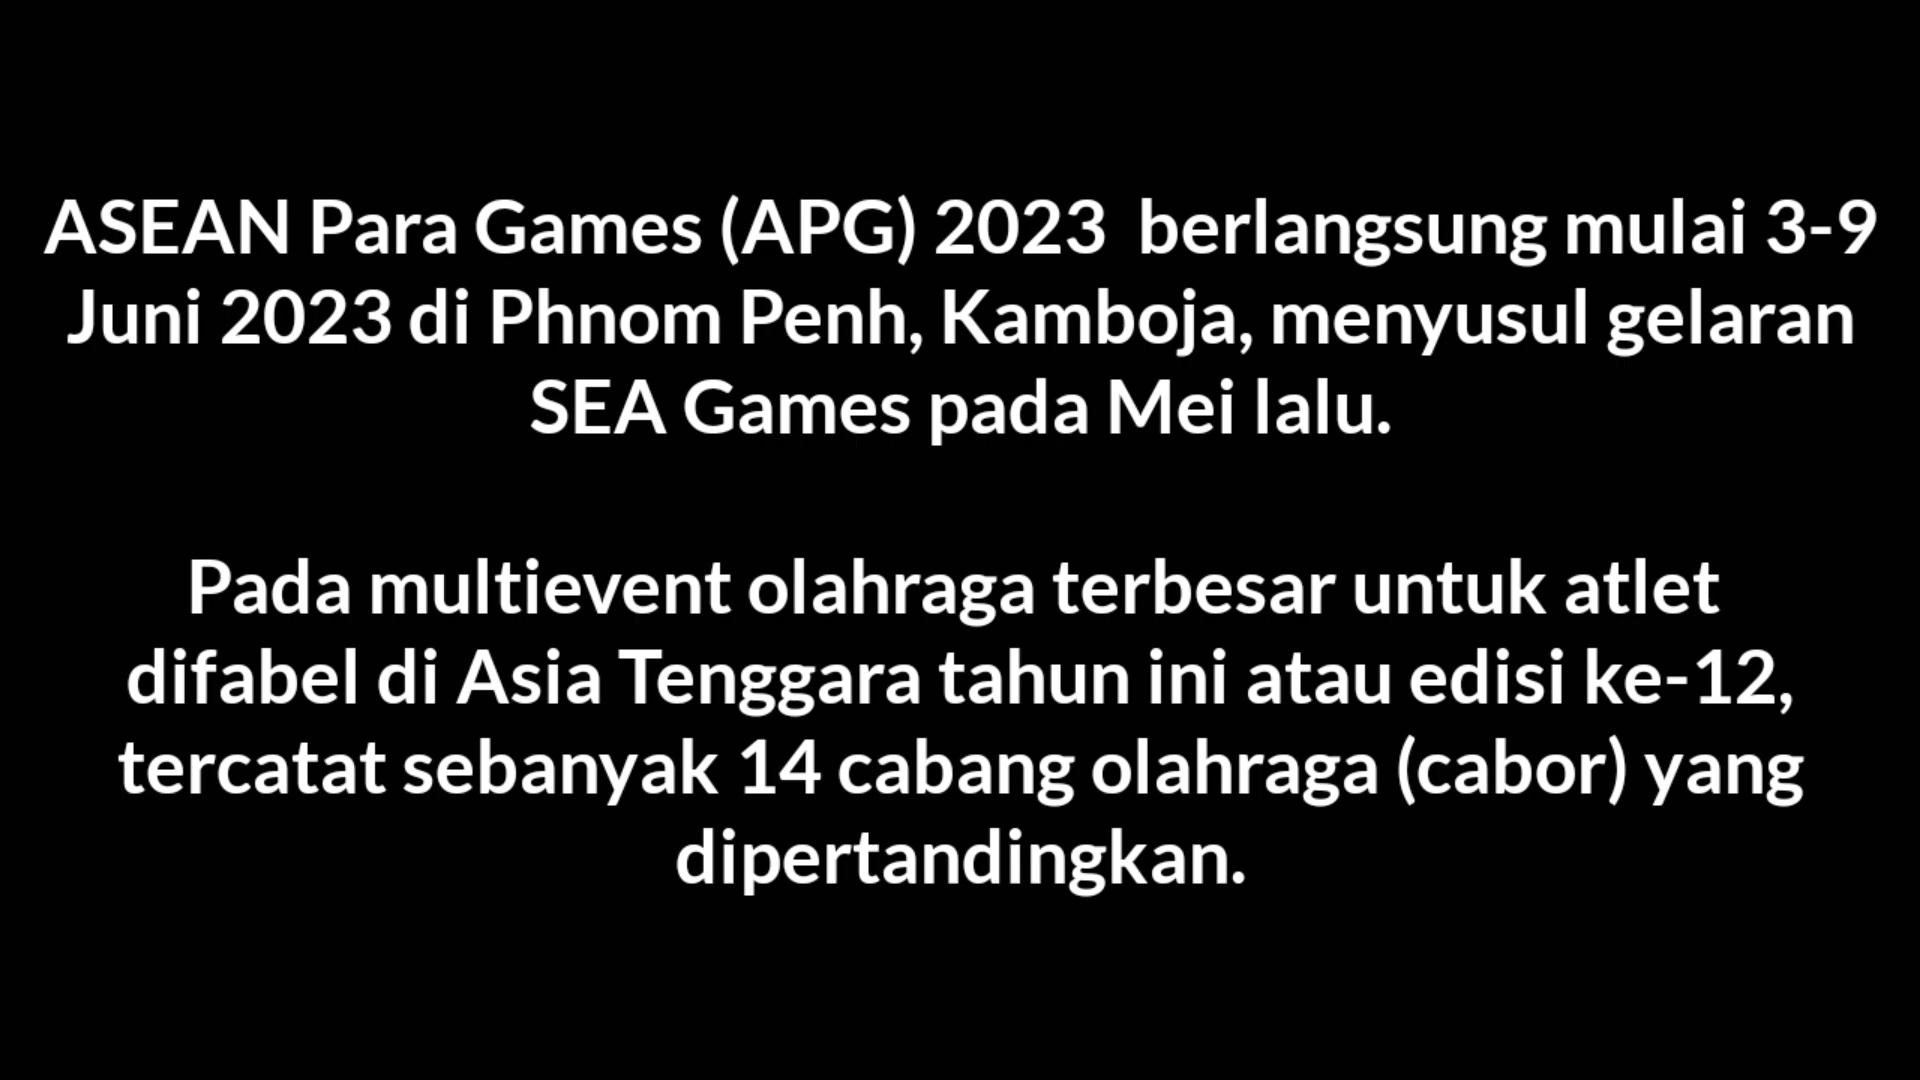 ASEAN Para Games (APG) 2023  berlangsung mulai 3-9
Juni 2023 di Phnom Penh, Kamboja, menyusul gelaran
SEA Games pada Mei lalu.
Pada multievent olahraga terbesar untuk atlet
difabel di Asia Tenggara tahun ini atau edisi ke-12,
tercatat sebanyak 14 cabang olahraga (cabor) yang
dipertandingkan.